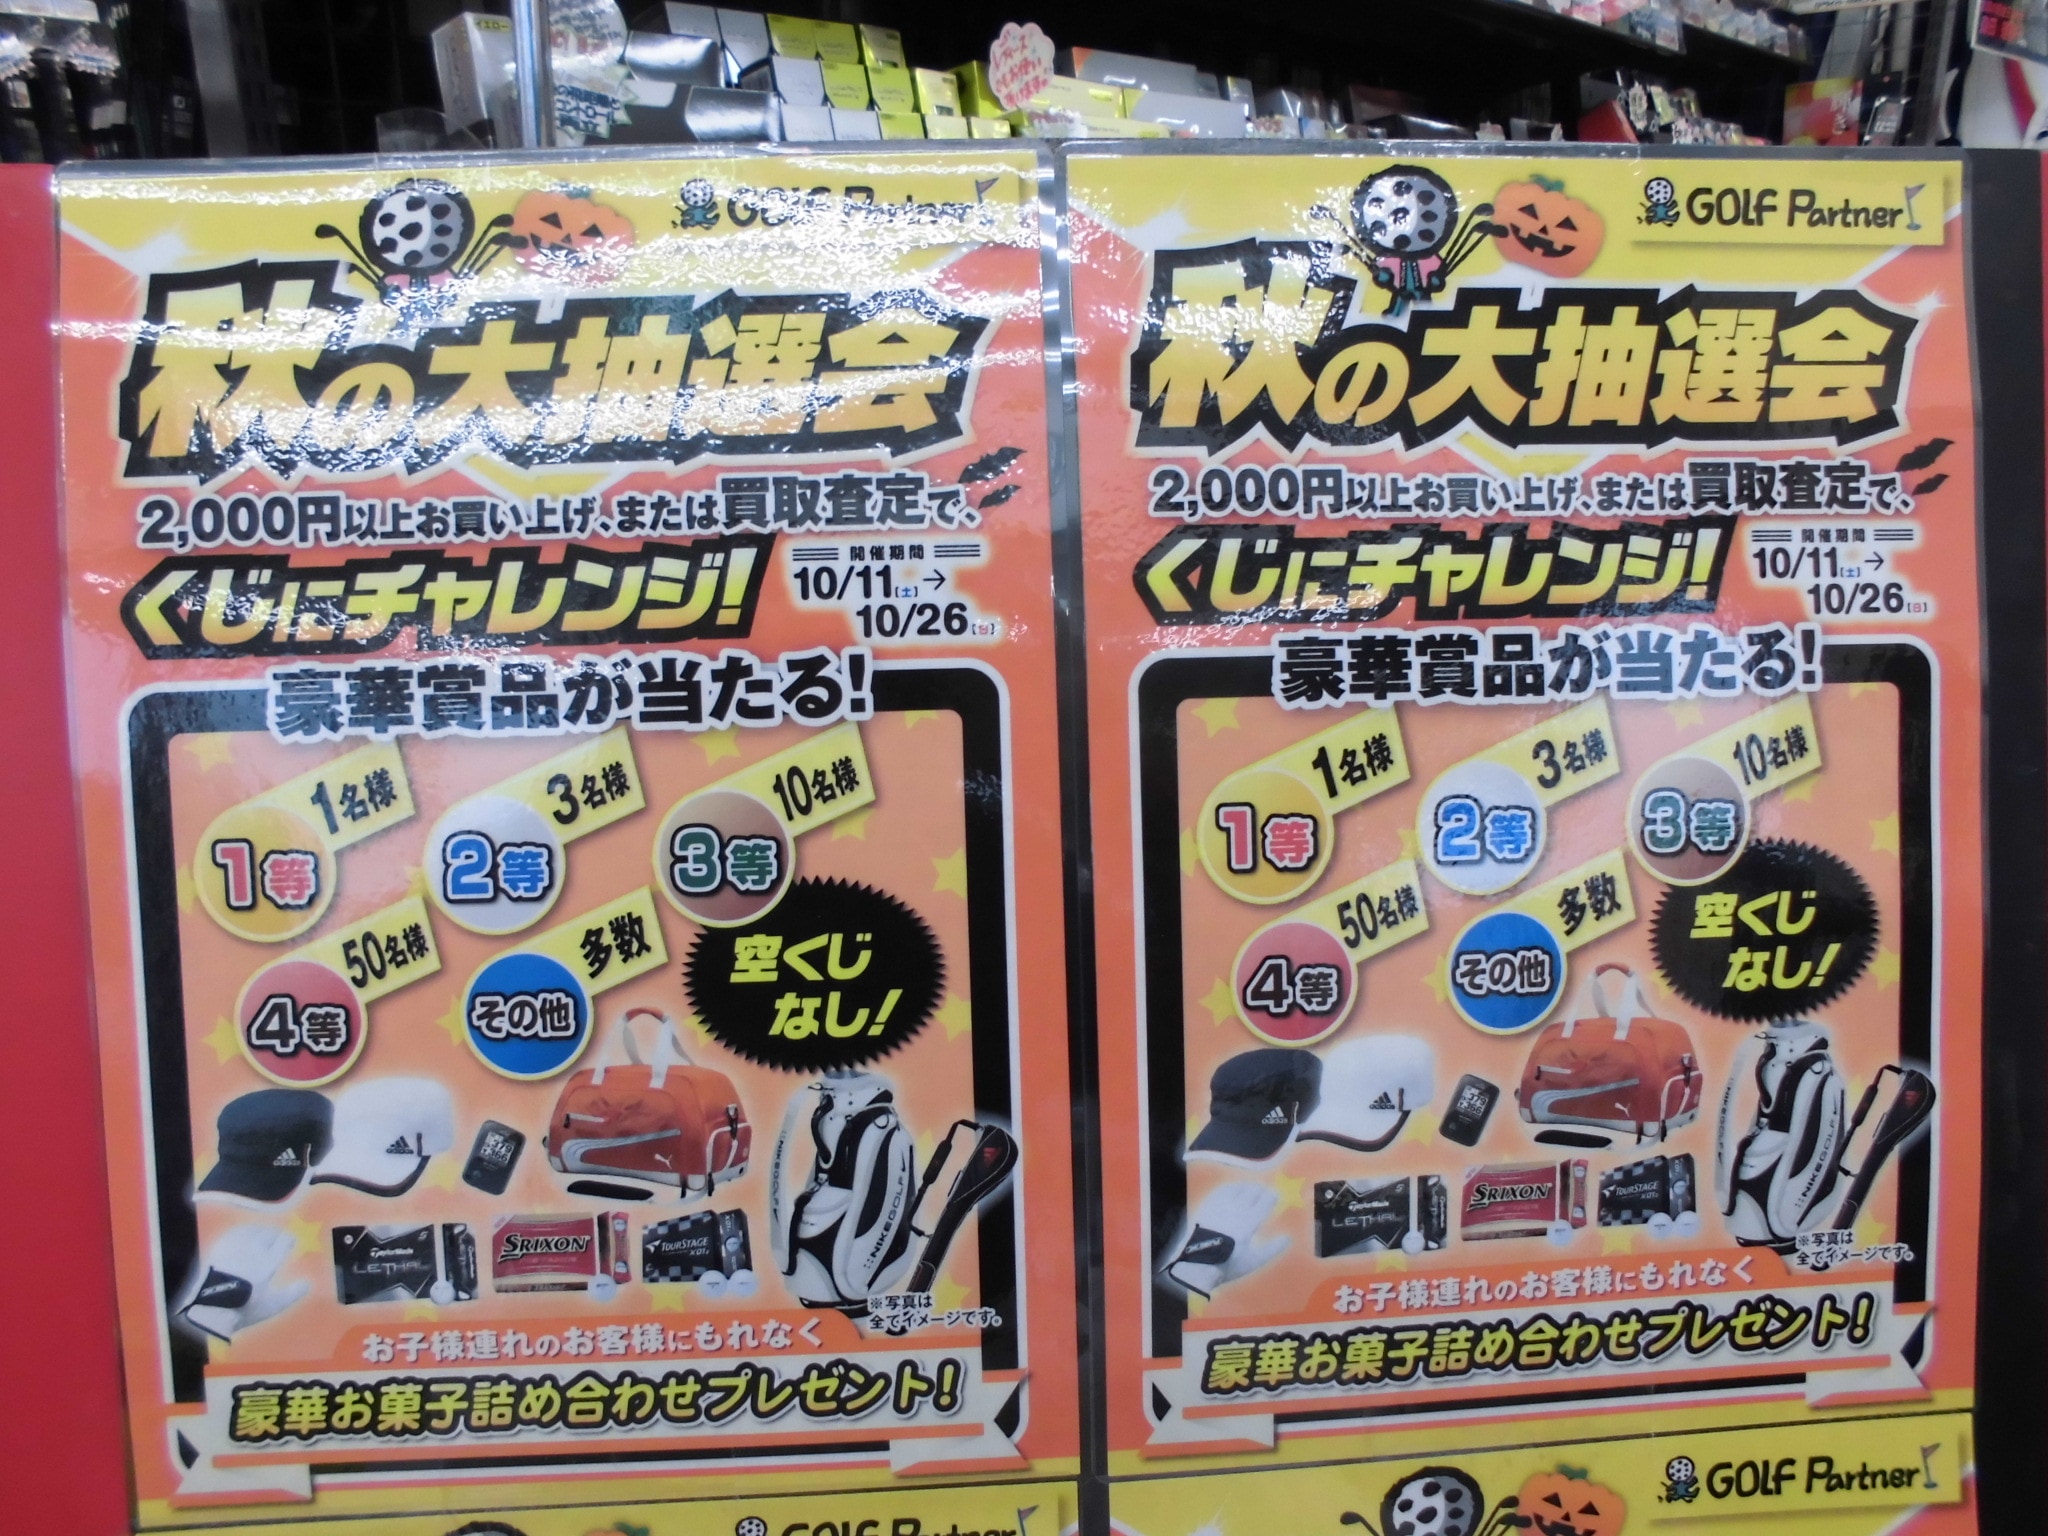 GOLF Partner
秋の大抽選会
2,000円以上お買い上げ、または買取査定で、
くじにチャレンジ!
開催期間
10/11[土]→
10/26[日]
豪華賞品が当たる!
1等 1名様
2等 3名様
3等 10名様
4等 50名様
その他 多数
空くじ
なし!
adidas
adidas
NIKEGOLF
TaylorMade
LETHAL
SRIXON
TOURSTAGE
X01
※写真は
全てイメージです。
お子様連れのお客様にもれなく
豪華お菓子詰め合わせプレゼント!
GOLF Partner
GOLF Partner
秋の大抽選会
2,000円以上お買い上げ、または買取査定で、
くじにチャレンジ!
開催期間
10/11[土]→
10/26[日]
豪華賞品が当たる!
1等 1名様
2等 3名様
3等 10名様
4等 50名様
その他 多数
空くじ
なし!
adidas
adidas
NIKEGOLF
TaylorMade
LETHAL
SRIXON
TOURSTAGE
X01
※写真は
全てイメージです。
お子様連れのお客様にもれなく
豪華お菓子詰め合わせプレゼント!
GOLF Partner